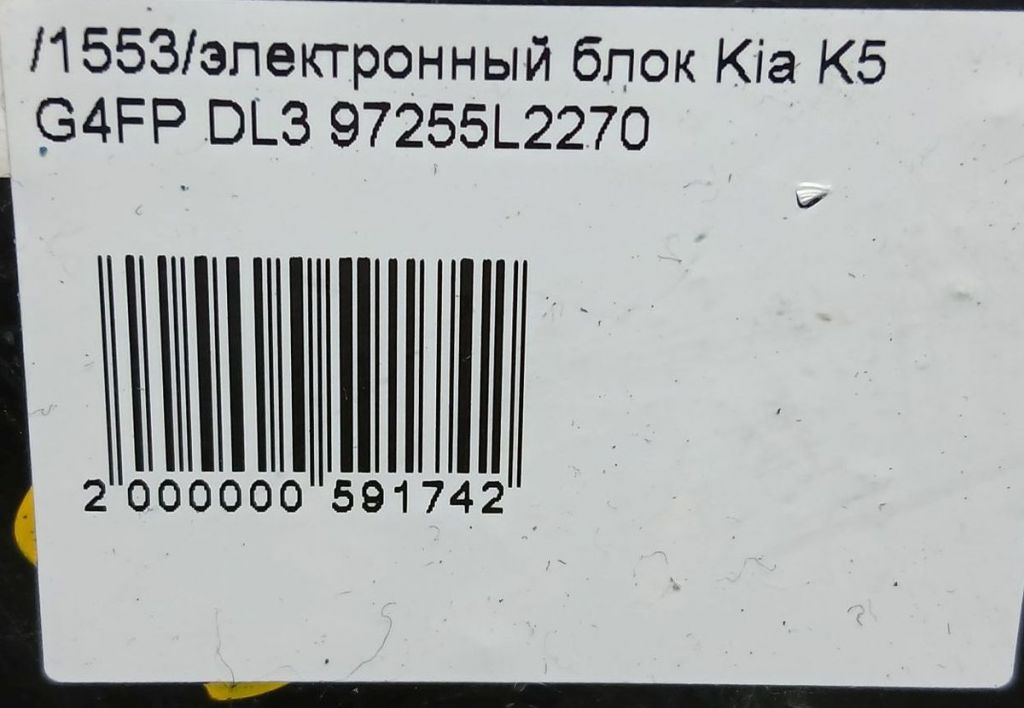 /1553/электронный блок Kia K5
G4FP DL3 97255L2270
2 000000 591742